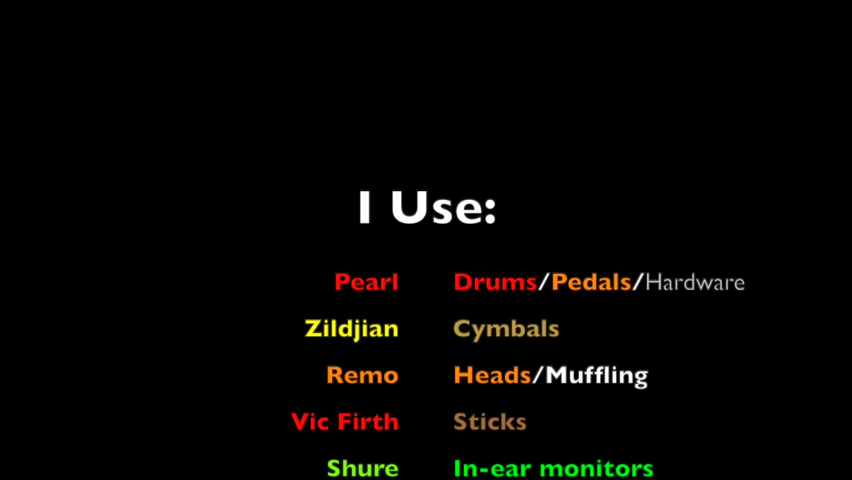 I Use:
Pearl Drums/Pedals/Hardware
Zildjian Cymbals
Remo Heads/Muffling
Vic Firth Sticks
Shure In-ear monitors